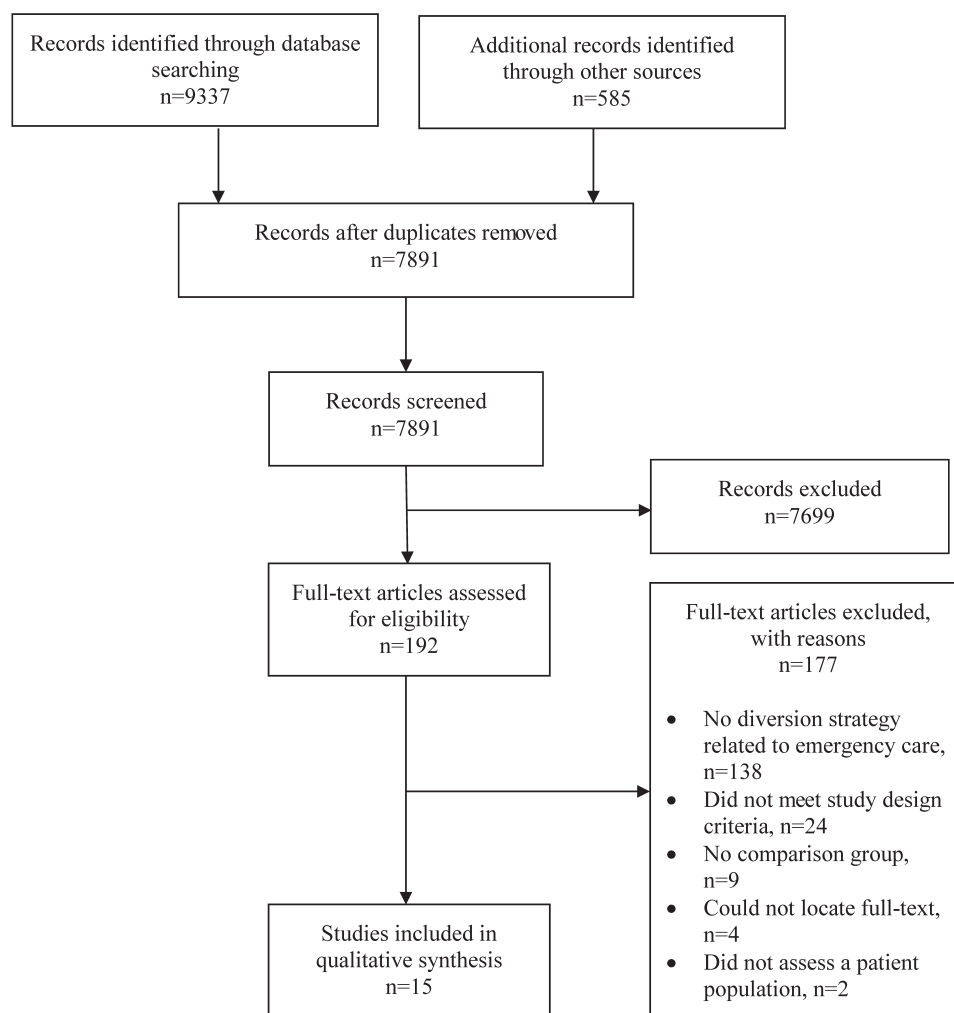 Records identified through database
searching
n=9337
Additional records identified
through other sources
n=585
Records after duplicates removed
n=7891
Records screened
n=7891
Records excluded
n=7699
Full-text articles assessed
for eligibility
n=192
Full-text articles excluded,
with reasons
n=177
• No diversion strategy
related to emergency care,
n=138
• Did not meet study design
criteria, n=24
• No comparison group,
n=9
• Could not locate full-text,
n=4
• Did not assess a patient
population, n=2
Studies included in
qualitative synthesis
n=15